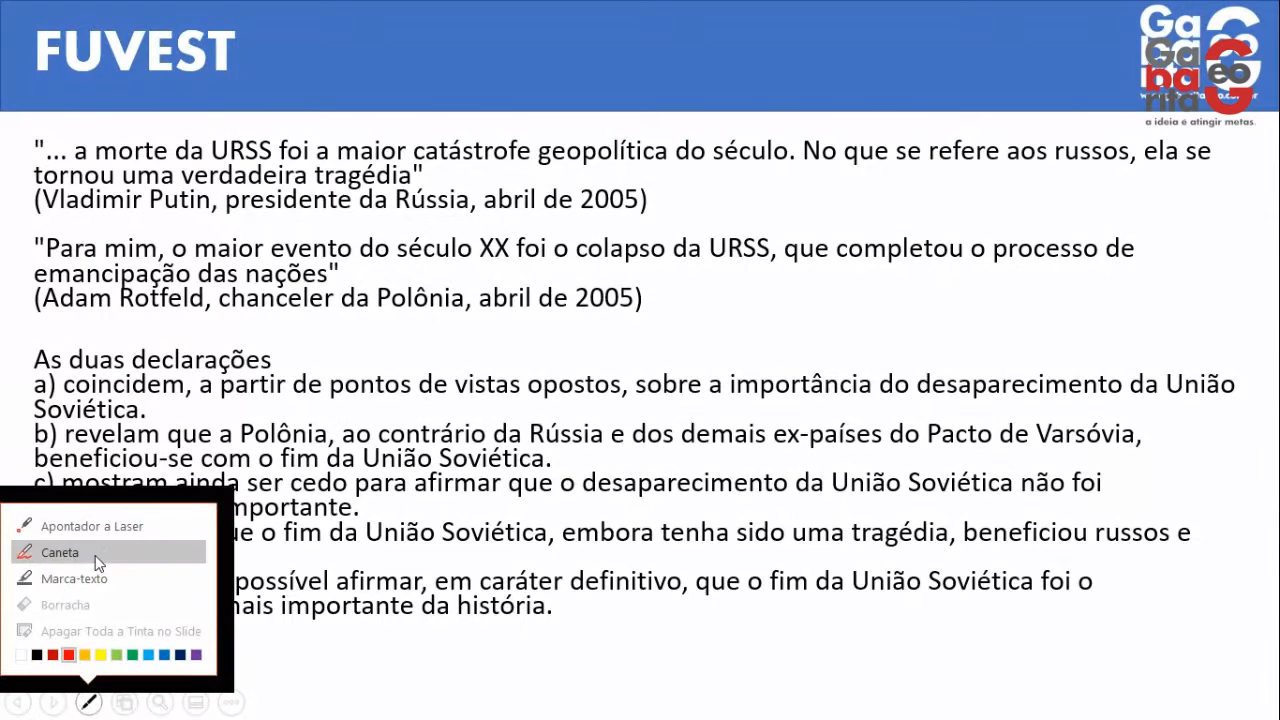 FUVEST
Ga
ba
rita
eo
a ideia é atingir metas.
"... a morte da URSS foi a maior catástrofe geopolítica do século. No que se refere aos russos, ela se
tornou uma verdadeira tragédia"
(Vladimir Putin, presidente da Rússia, abril de 2005)
"Para mim, o maior evento do século XX foi o colapso da URSS, que completou o processo de
emancipação das nações"
(Adam Rotfeld, chanceler da Polônia, abril de 2005)
As duas declarações
a) coincidem, a partir de pontos de vistas opostos, sobre a importância do desaparecimento da União
Soviética.
b) revelam que a Polônia, ao contrário da Rússia e dos demais ex-países do Pacto de Varsóvia,
beneficiou-se com o fim da União Soviética.
c) mostram ainda ser cedo para afirmar que o desaparecimento da União Soviética não foi
mportante.
ue o fim da União Soviética, embora tenha sido uma tragédia, beneficiou russos e
possível afirmar, em caráter definitivo, que o fim da União Soviética foi o
mais importante da história.
Apontador a Laser
Caneta
Marca-texto
Borracha
Apagar Toda a Tinta no Slide